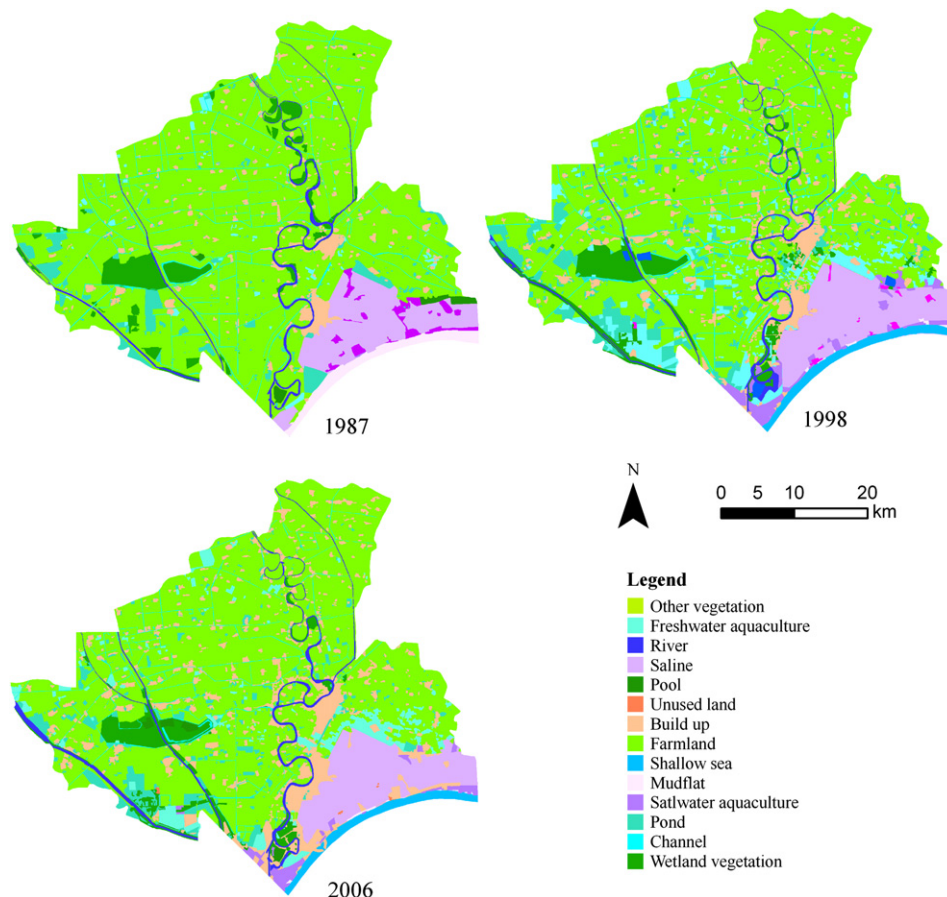 1987
1998
2006
N
0 5 10 20
km
Legend
Other vegetation
Freshwater aquaculture
River
Saline
Pool
Unused land
Build up
Farmland
Shallow sea
Mudflat
Satlwater aquaculture
Pond
Channel
Wetland vegetation